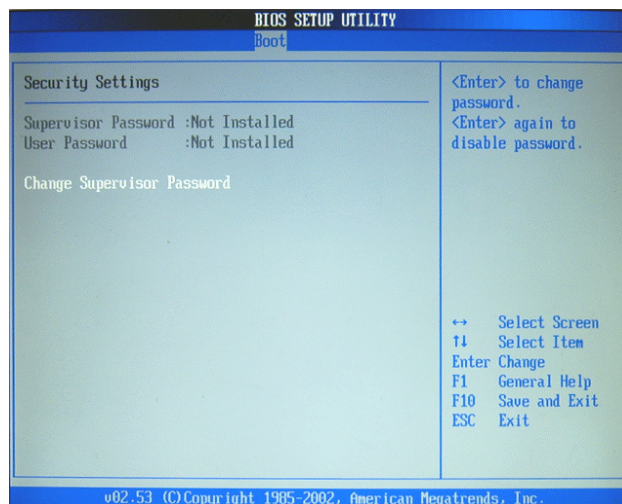 BIOS SETUP UTILITY
Boot
Security Settings
Supervisor Password :Not Installed
User Password :Not Installed
Change Supervisor Password
<Enter> to change
password.
<Enter> again to
disable password.
↔ Select Screen
↑↓ Select Item
Enter Change
F1 General Help
F10 Save and Exit
ESC Exit
v02.53 (C)Copyright 1985-2002, American Megatrends, Inc.